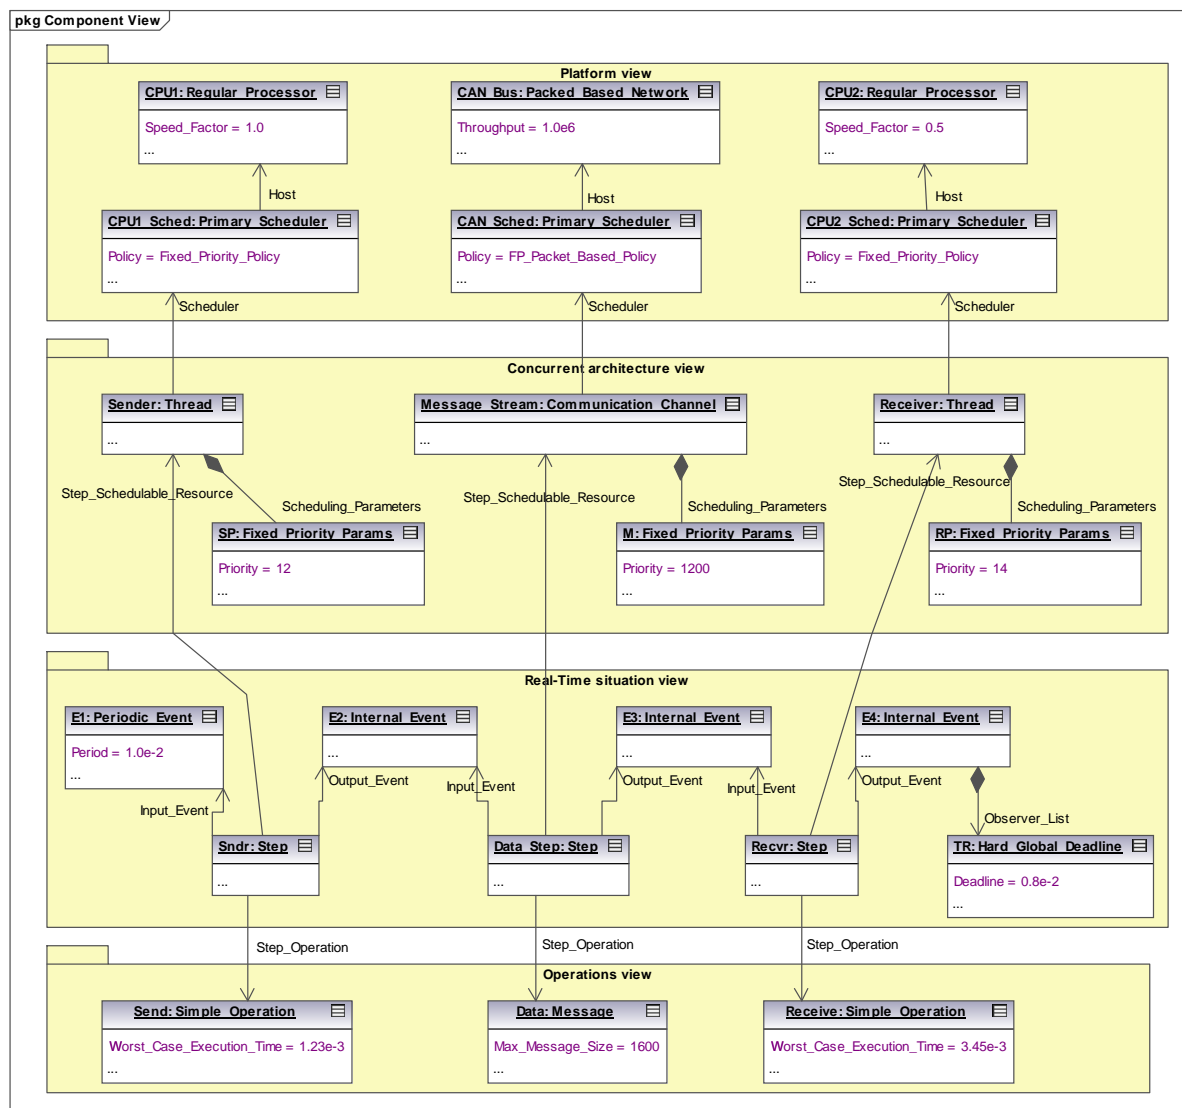 pkg Component View
Platform view
CPU1: Regular_Processor
Speed_Factor = 1.0
...
CAN_Bus: Packed_Based_Network
Throughput = 1.0e6
...
CPU2: Regular_Processor
Speed_Factor = 0.5
...
Host
Host
Host
CPU1_Sched: Primary_Scheduler
Policy = Fixed_Priority_Policy
...
CAN_Sched: Primary_Scheduler
Policy = FP_Packet_Based_Policy
...
CPU2_Sched: Primary_Scheduler
Policy = Fixed_Priority_Policy
...
Scheduler
Scheduler
Scheduler
Concurrent architecture view
Sender: Thread
...
Message_Stream: Communication_Channel
...
Receiver: Thread
...
Step_Schedulable_Resource
Step_Schedulable_Resource
Step_Schedulable_Resource
Scheduling_Parameters
Scheduling_Parameters
Scheduling_Parameters
SP: Fixed_Priority_Params
Priority = 12
...
M: Fixed_Priority_Params
Priority = 1200
...
RP: Fixed_Priority_Params
Priority = 14
...
Real-Time situation view
E1: Periodic_Event
Period = 1.0e-2
...
E2: Internal_Event
...
E3: Internal_Event
...
E4: Internal_Event
...
Input_Event
Output_Event
Input_Event
Output_Event
Input_Event
Output_Event
Observer_List
Sndr: Step
...
Data_Step: Step
...
Recvr: Step
...
TR: Hard_Global_Deadline
Deadline = 0.8e-2
...
Step_Operation
Step_Operation
Step_Operation
Operations view
Send: Simple_Operation
Worst_Case_Execution_Time = 1.23e-3
...
Data: Message
Max_Message_Size = 1600
...
Receive: Simple_Operation
Worst_Case_Execution_Time = 3.45e-3
...